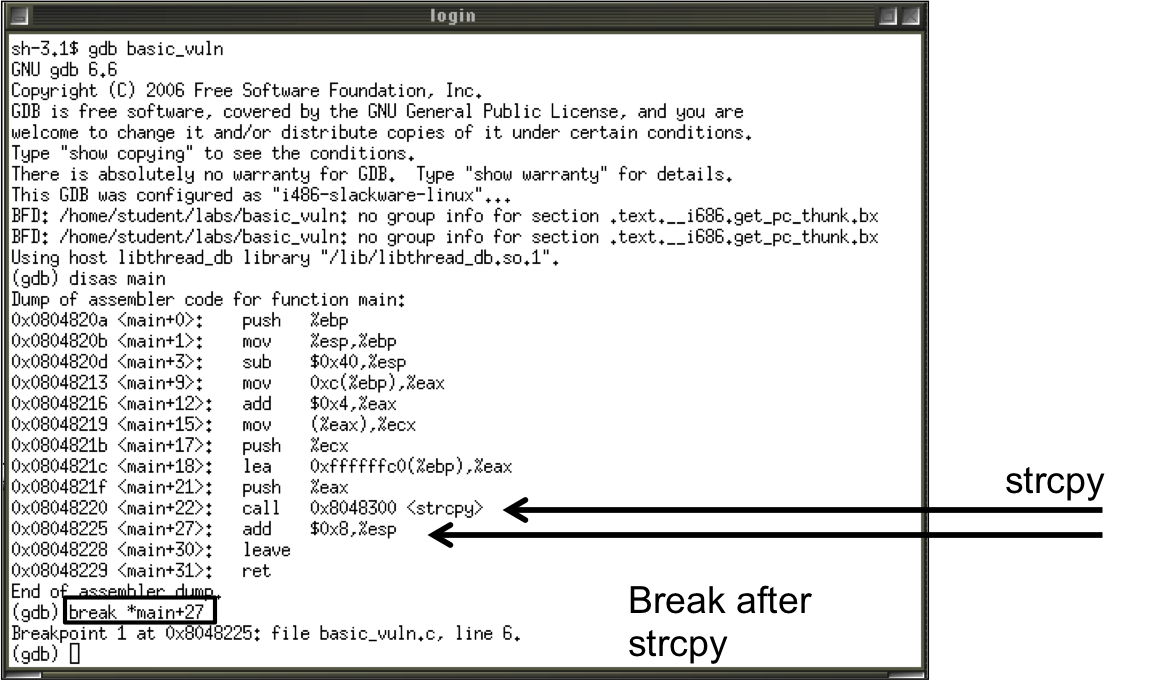 login
sh-3.1$ gdb basic_vuln
GNU gdb 6.6
Copyright (C) 2006 Free Software Foundation, Inc.
GDB is free software, covered by the GNU General Public License, and you are
welcome to change it and/or distribute copies of it under certain conditions.
Type "show copying" to see the conditions.
There is absolutely no warranty for GDB.  Type "show warranty" for details.
This GDB was configured as "i486-slackware-linux"...
BFD: /home/student/labs/basic_vuln: no group info for section .text.__i686.get_pc_thunk.bx
BFD: /home/student/labs/basic_vuln: no group info for section .text.__i686.get_pc_thunk.bx
Using host libthread_db library "/lib/libthread_db.so.1".
(gdb) disas main
Dump of assembler code for function main:
0x0804820a <main+0>:    push   %ebp
0x0804820b <main+1>:    mov    %esp,%ebp
0x0804820d <main+3>:    sub    $0x40,%esp
0x08048213 <main+9>:    mov    0xc(%ebp),%eax
0x08048216 <main+12>:   add    $0x4,%eax
0x08048219 <main+15>:   mov    (%eax),%ecx
0x0804821b <main+17>:   push   %ecx
0x0804821c <main+18>:   lea    0xffffffc0(%ebp),%eax
0x0804821f <main+21>:   push   %eax
0x08048220 <main+22>:   call   0x8048300 <strcpy>
strcpy
0x08048225 <main+27>:   add    $0x8,%esp
0x08048228 <main+30>:   leave
0x08048229 <main+31>:   ret
End of assembler dump.
(gdb) break *main+27
Breakpoint 1 at 0x8048225: file basic_vuln.c, line 6.
(gdb)
Break after
strcpy